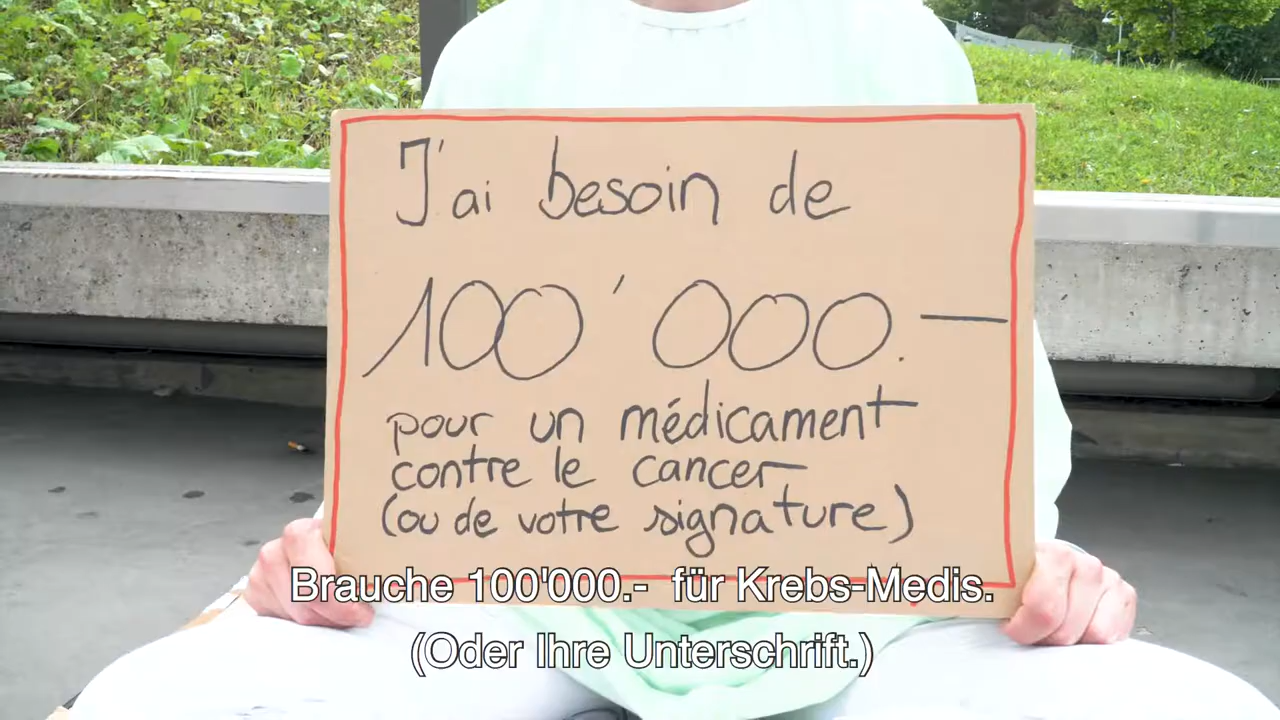 J'ai besoin de
100'000.—
pour un médicament
contre le cancer
(ou de votre signature)
Brauche 100'000.- für Krebs-Medis.
(Oder Ihre Unterschrift.)